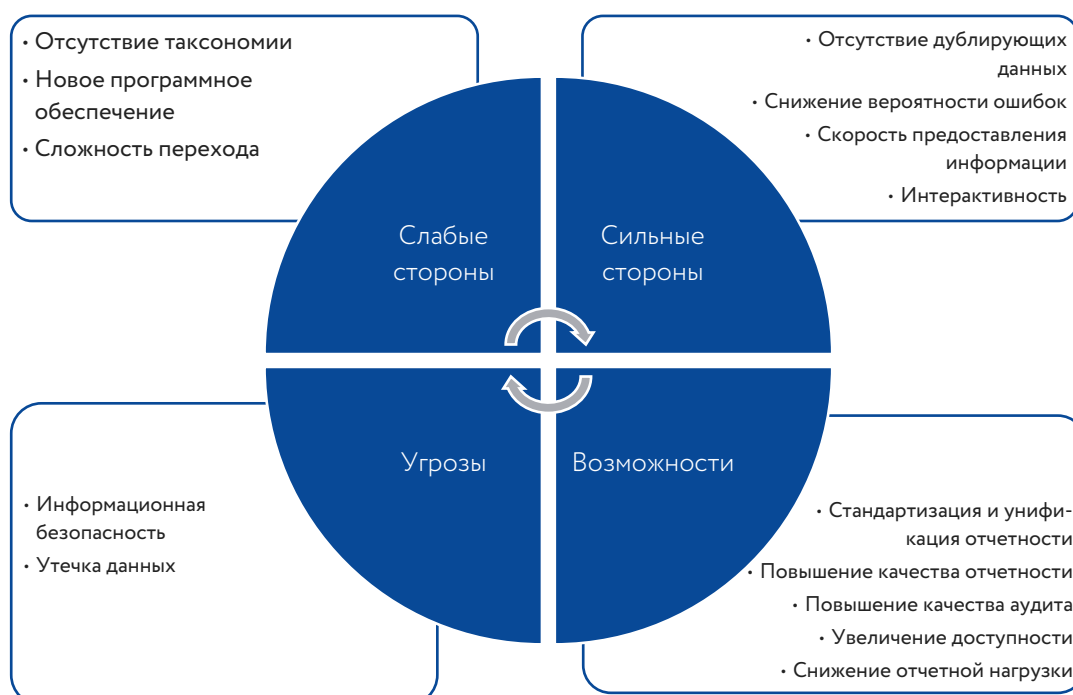 • Отсутствие таксономии
• Новое программное
обеспечение
• Сложность перехода
• Отсутствие дублирующих
данных
• Снижение вероятности ошибок
• Скорость предоставления
информации
• Интерактивность
Слабые
стороны
Сильные
стороны
Угрозы
Возможности
• Информационная
безопасность
• Утечка данных
• Стандартизация и унифи-
кация отчетности
• Повышение качества отчетности
• Повышение качества аудита
• Увеличение доступности
• Снижение отчетной нагрузки